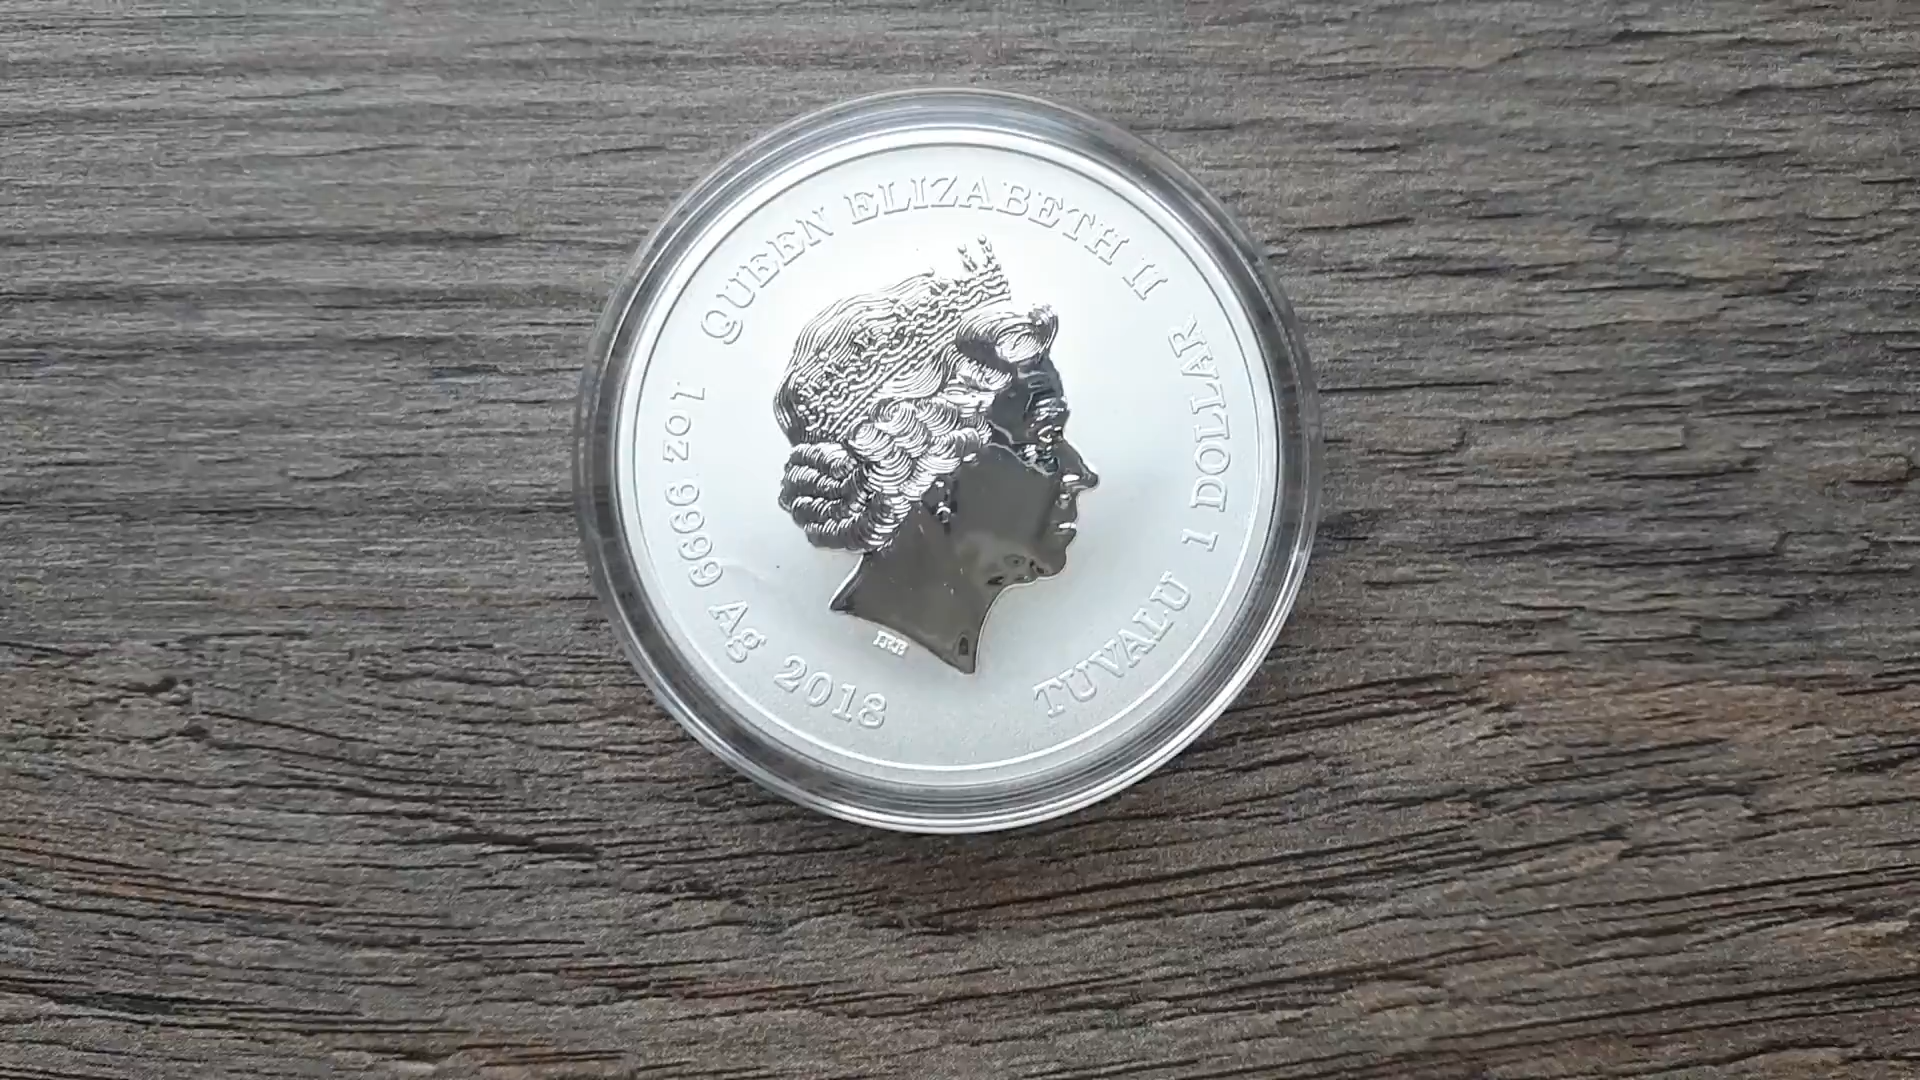 QUEEN ELIZABETH II
1 OZ 9999 Ag 2018
TUVALU 1 DOLLAR
IRB